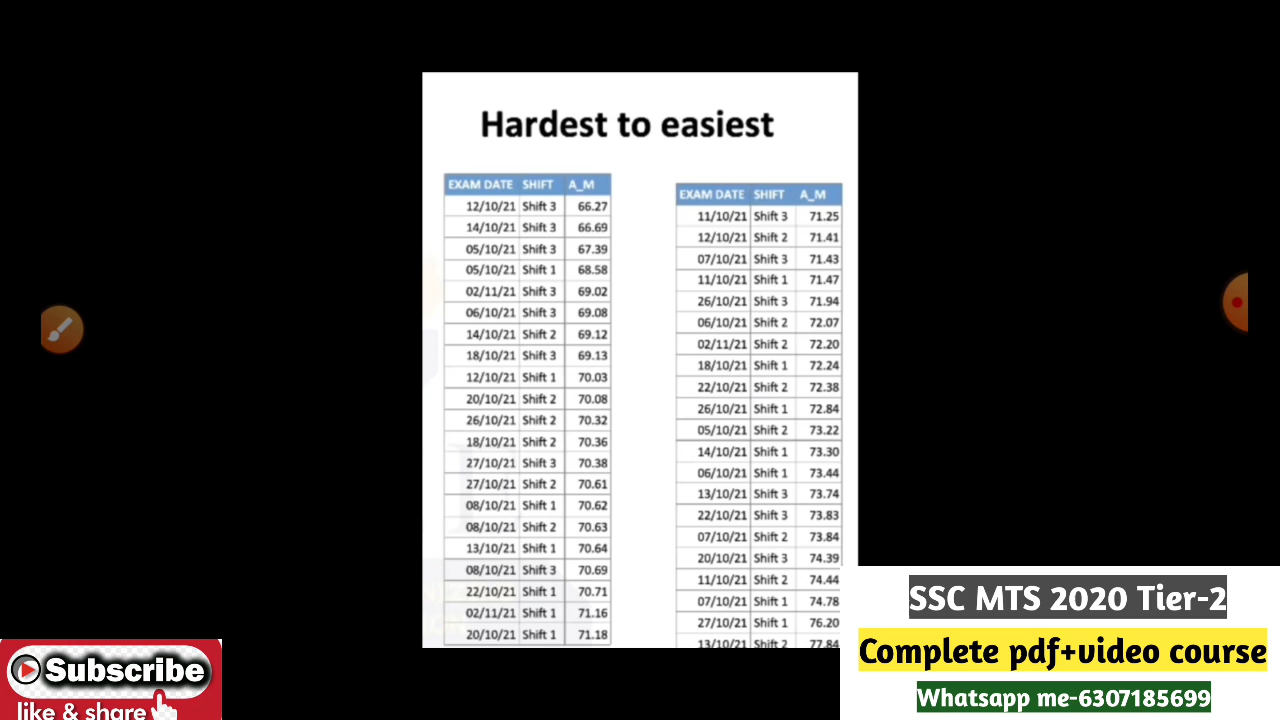 Hardest to easiest
EXAM DATE SHIFT A_M
12/10/21 Shift 3 66.27
14/10/21 Shift 3 66.69
05/10/21 Shift 3 67.39
05/10/21 Shift 1 68.58
02/11/21 Shift 3 69.02
06/10/21 Shift 3 69.08
14/10/21 Shift 2 69.12
18/10/21 Shift 3 69.13
12/10/21 Shift 1 70.03
20/10/21 Shift 2 70.08
26/10/21 Shift 2 70.32
18/10/21 Shift 2 70.36
27/10/21 Shift 3 70.38
27/10/21 Shift 2 70.61
08/10/21 Shift 1 70.62
08/10/21 Shift 2 70.63
13/10/21 Shift 1 70.64
08/10/21 Shift 3 70.69
22/10/21 Shift 1 70.71
02/11/21 Shift 1 71.16
20/10/21 Shift 1 71.18
EXAM DATE SHIFT A_M
11/10/21 Shift 3 71.25
12/10/21 Shift 2 71.41
07/10/21 Shift 3 71.43
11/10/21 Shift 1 71.47
26/10/21 Shift 3 71.94
06/10/21 Shift 2 72.07
02/11/21 Shift 2 72.20
18/10/21 Shift 1 72.24
22/10/21 Shift 2 72.38
26/10/21 Shift 1 72.84
05/10/21 Shift 2 73.22
14/10/21 Shift 1 73.30
06/10/21 Shift 1 73.44
13/10/21 Shift 3 73.74
22/10/21 Shift 3 73.83
07/10/21 Shift 2 73.84
20/10/21 Shift 3 74.39
11/10/21 Shift 2 74.44
07/10/21 Shift 1 74.78
27/10/21 Shift 1 76.20
13/10/21 Shift 2 77.84
SSC MTS 2020 Tier-2
Complete pdf+video course
Whatsapp me-6307185699
Subscribe
like & share